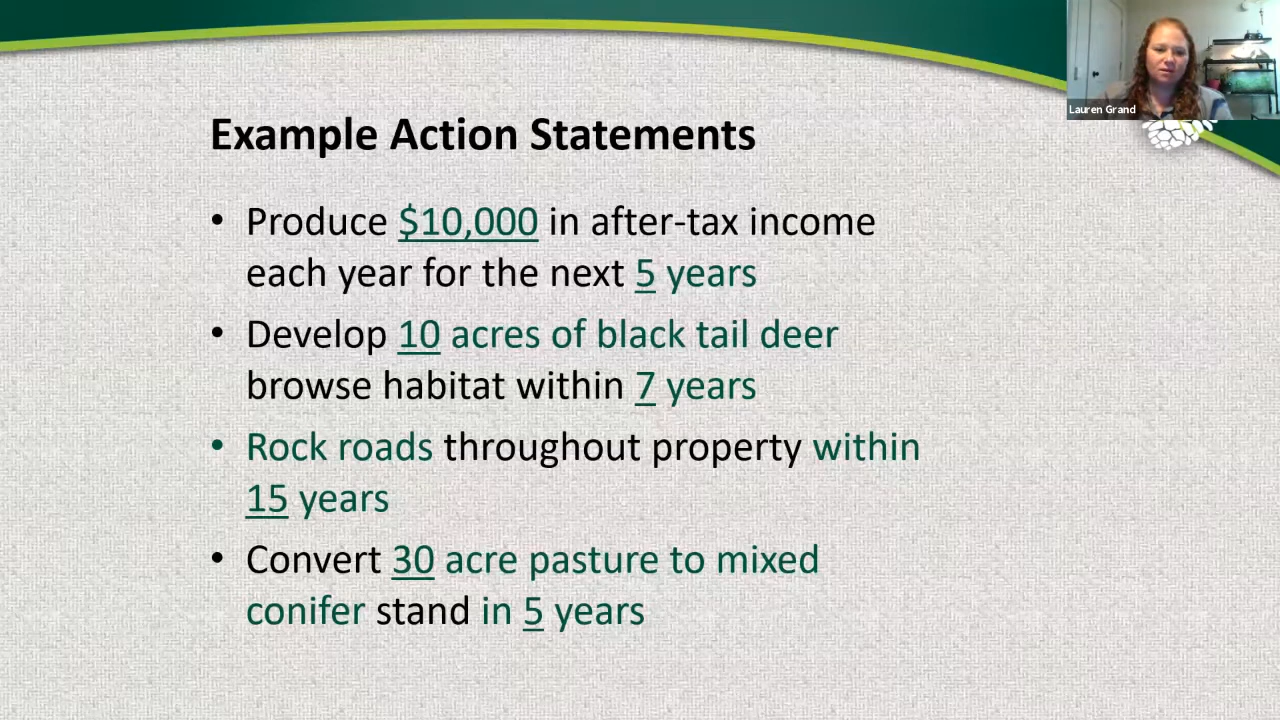 Lauren Grand
Example Action Statements
• Produce $10,000 in after-tax income
each year for the next 5 years
• Develop 10 acres of black tail deer
browse habitat within 7 years
• Rock roads throughout property within
15 years
• Convert 30 acre pasture to mixed
conifer stand in 5 years